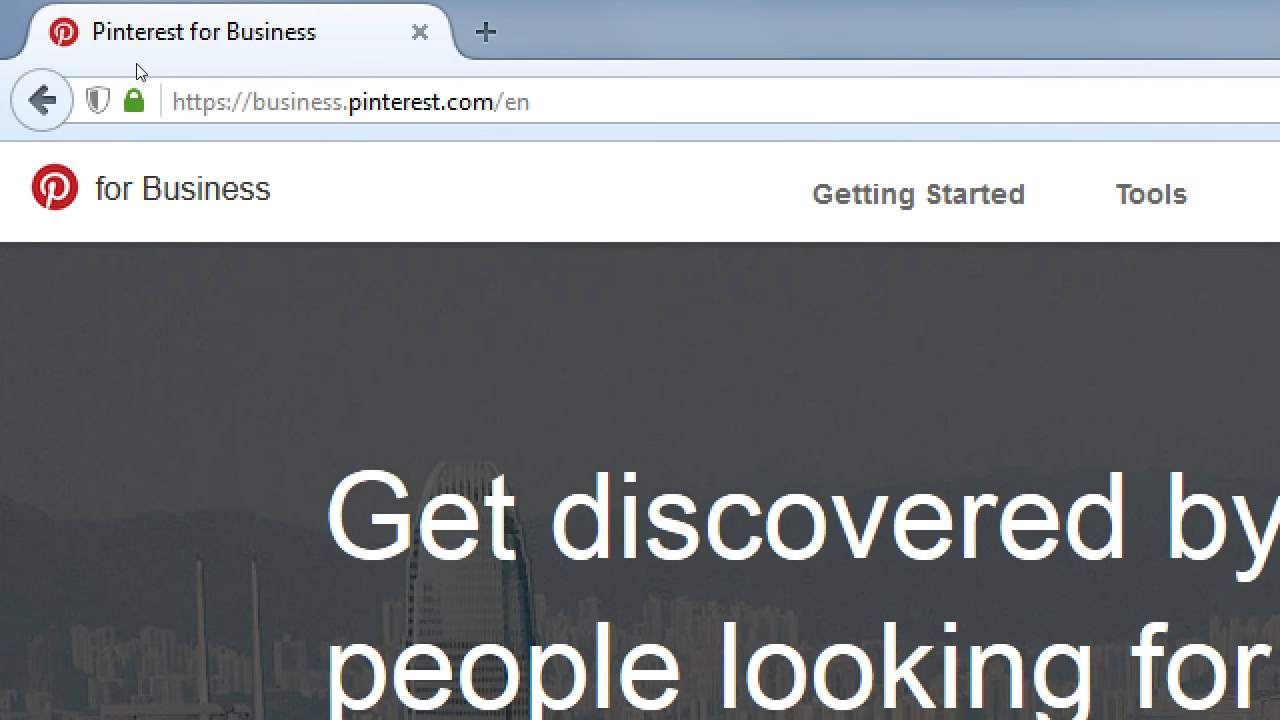 Pinterest for Business
https://business.pinterest.com/en
for Business
Getting Started
Tools
Get discovered by
people looking for